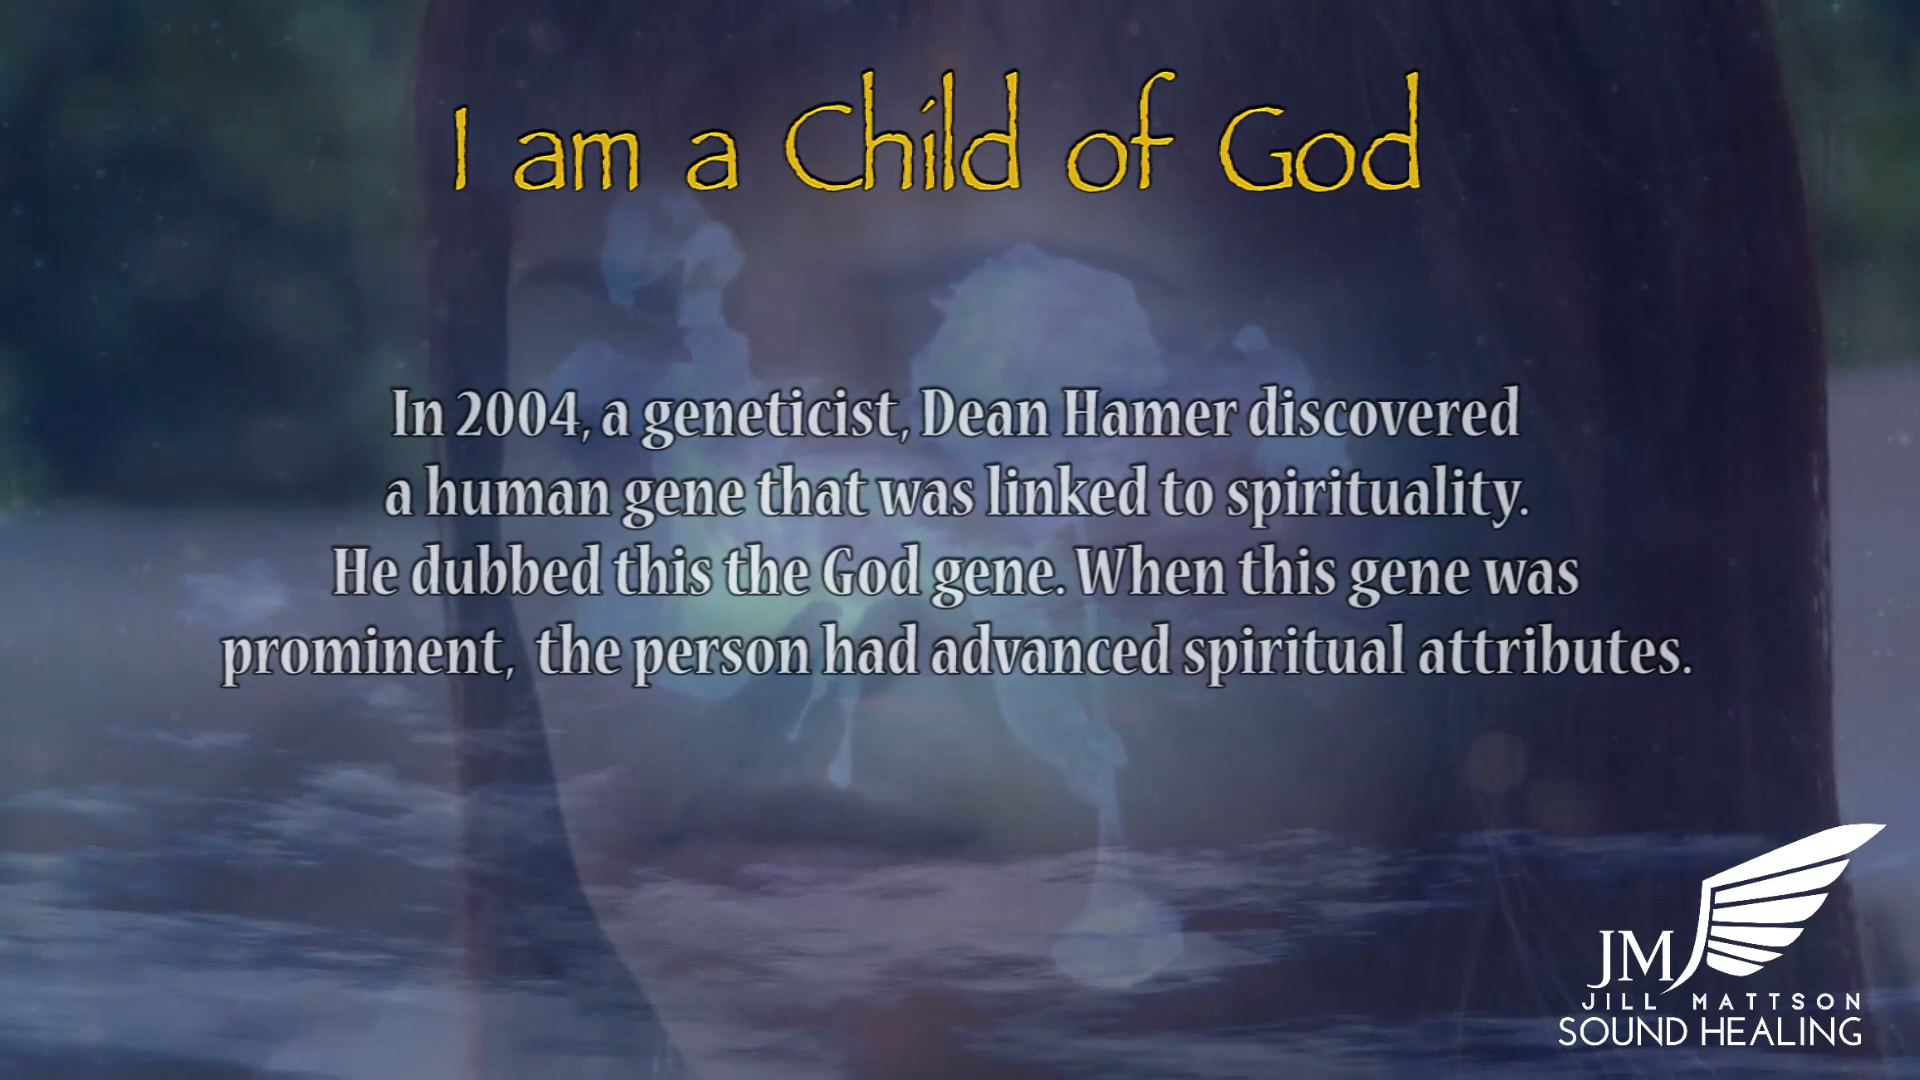 I am a Child of God
In 2004, a geneticist, Dean Hamer discovered
a human gene that was linked to spirituality.
He dubbed this the God gene. When this gene was
prominent, the person had advanced spiritual attributes.
JM
JILL MATTSON
SOUND HEALING